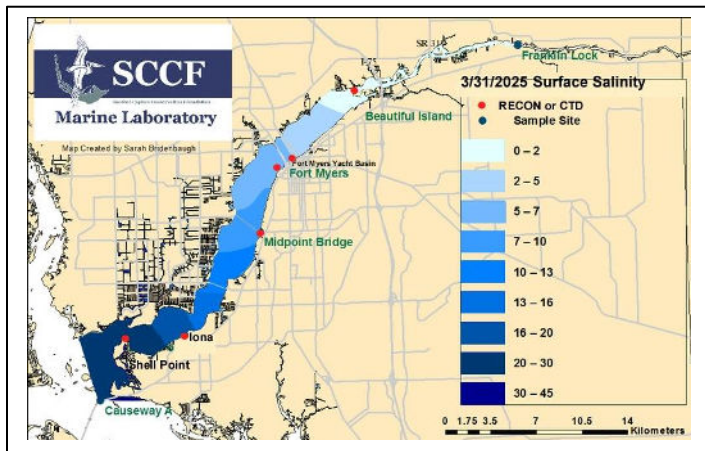 SCCF
Marine Laboratory
Map Created by Sarah Bridenbaugh
SR 31
I-75
Franklin Lock
3/31/2025 Surface Salinity
RECON or CTD
Sample Site
Beautiful Island
0 – 2
2 – 5
5 – 7
7 – 10
10 – 13
13 – 16
16 – 20
20 – 30
30 – 45
Fort Myers Yacht Basin
Fort Myers
Midpoint Bridge
Iona
Shell Point
Causeway A
0 1.75 3.5 7 10.5 14
Kilometers